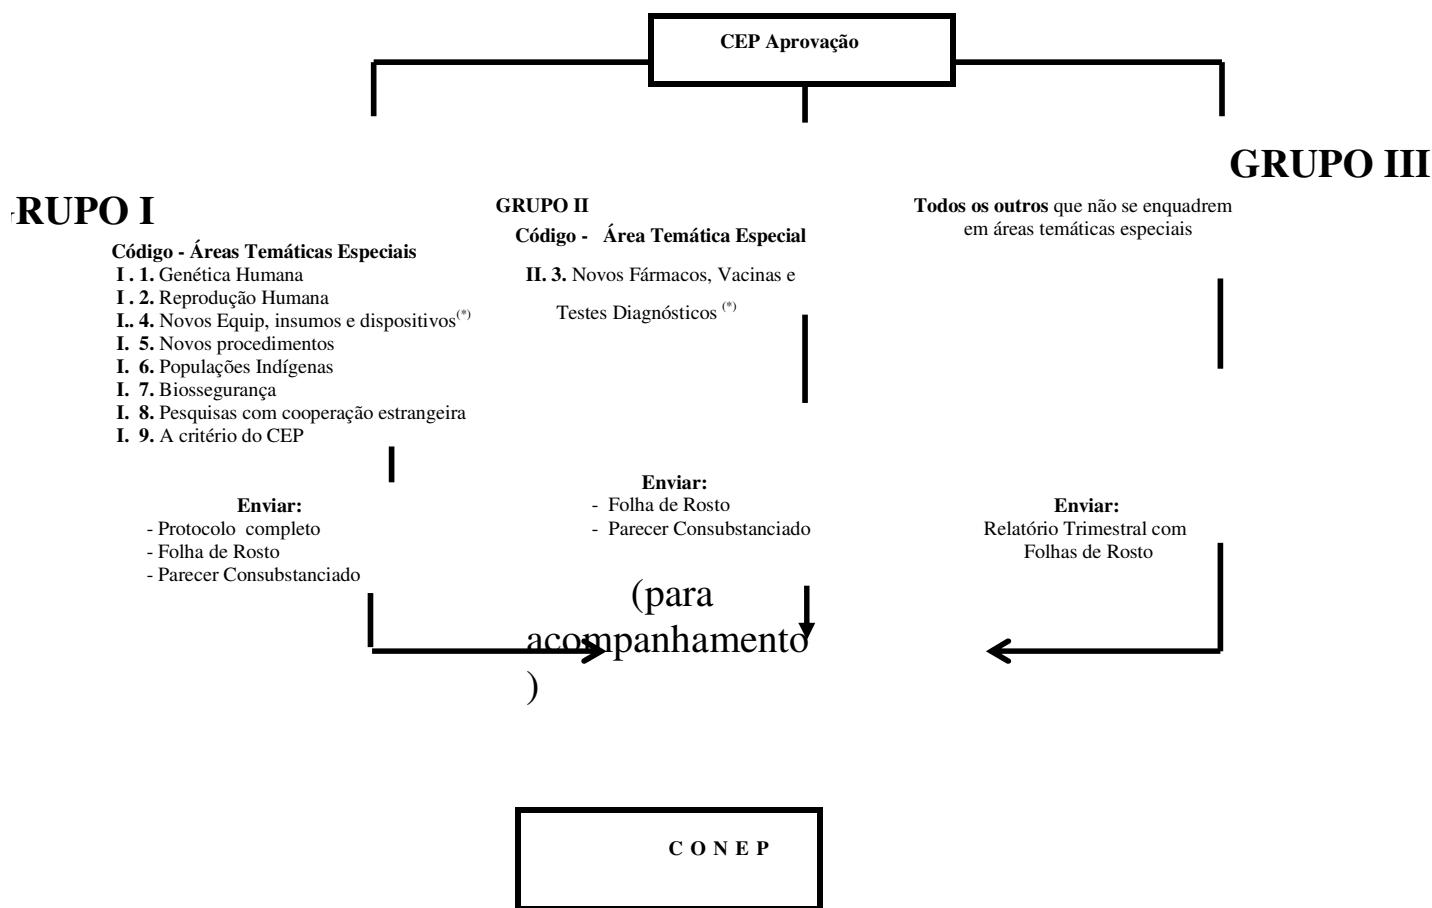 CEP Aprovação
GRUPO III
RUPO I
Código - Áreas Temáticas Especiais
I . 1. Genética Humana
I . 2. Reprodução Humana
I.. 4. Novos Equip, insumos e dispositivos(*)
I. 5. Novos procedimentos
I. 6. Populações Indígenas
I. 7. Biossegurança
I. 8. Pesquisas com cooperação estrangeira
I. 9. A critério do CEP
Enviar:
- Protocolo completo
- Folha de Rosto
- Parecer Consubstanciado
GRUPO II
Código - Área Temática Especial
II. 3. Novos Fármacos, Vacinas e
Testes Diagnósticos (*)
Enviar:
- Folha de Rosto
- Parecer Consubstanciado
(para
acompanhamento
)
Todos os outros que não se enquadrem
em áreas temáticas especiais
Enviar:
Relatório Trimestral com
Folhas de Rosto
C O N E P